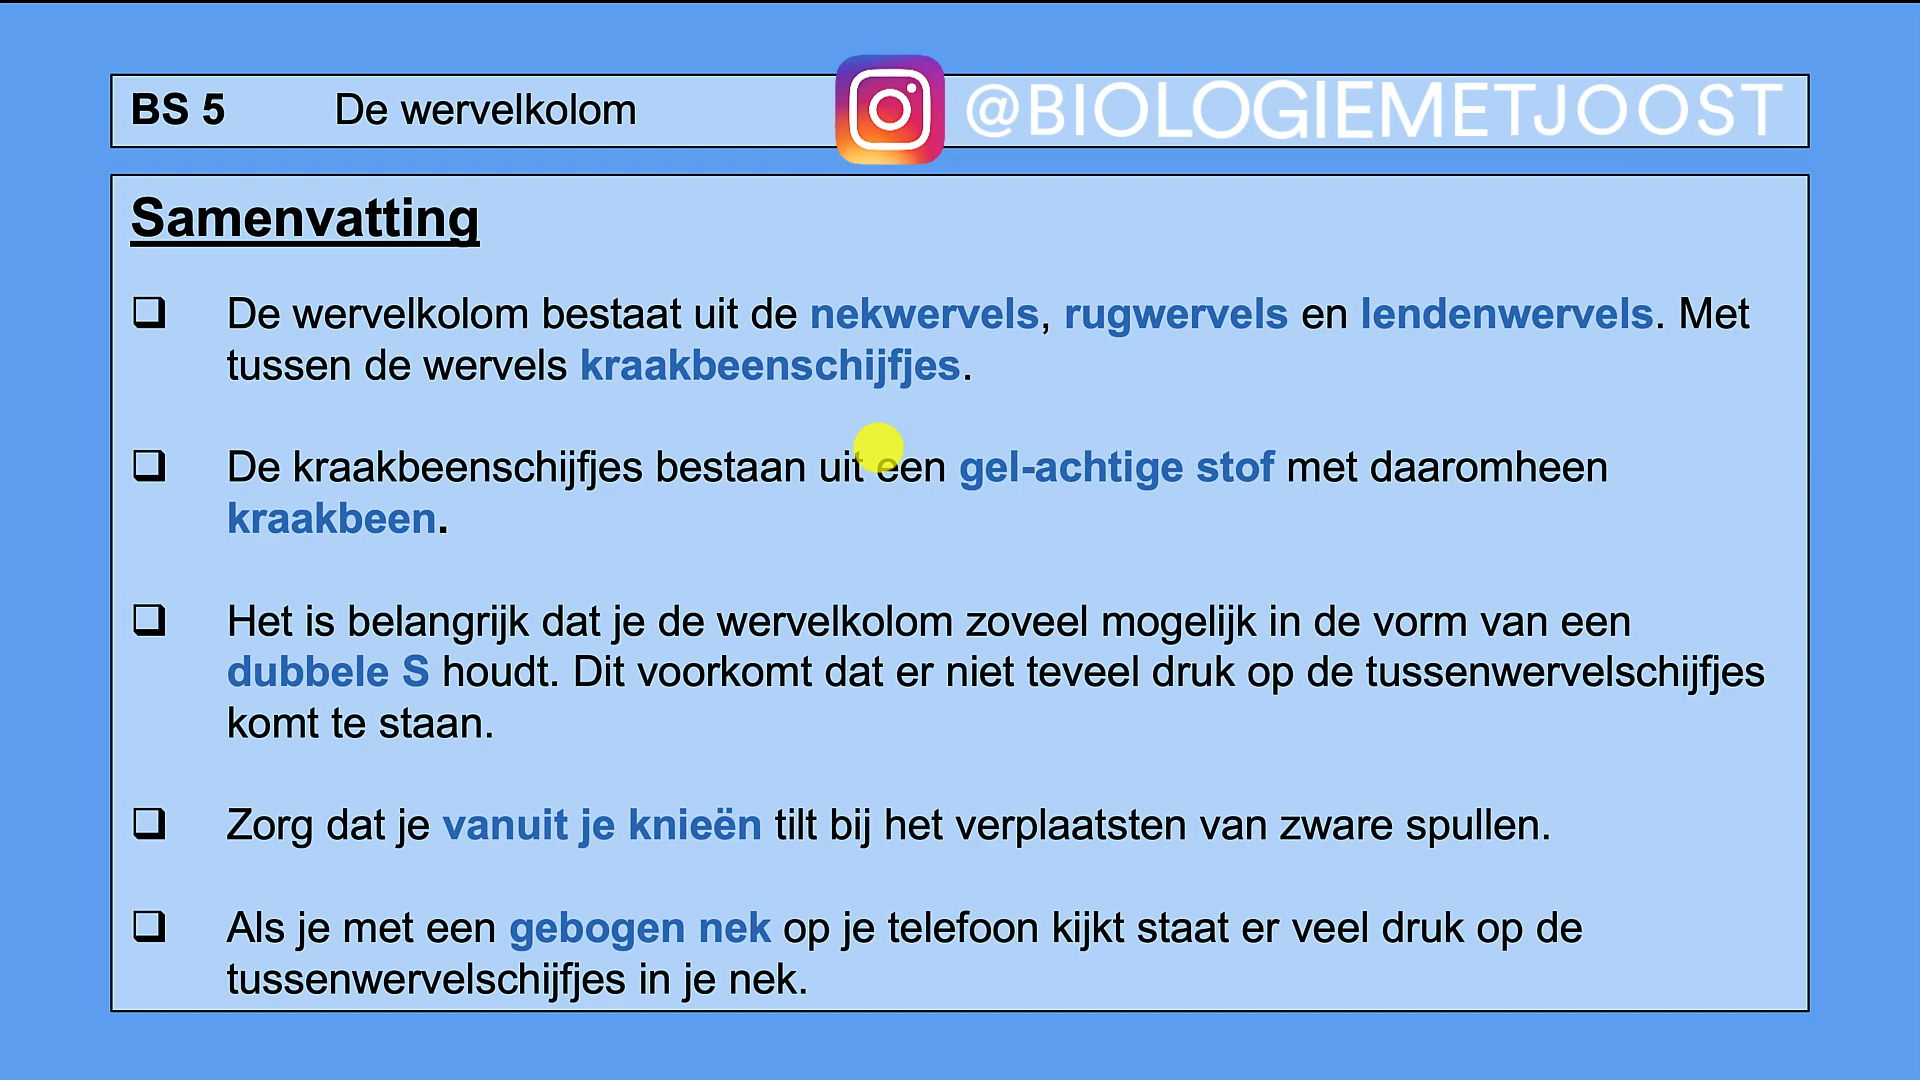 BS 5 De wervelkolom @BIOLOGIEMETJOOST
Samenvatting
❑ De wervelkolom bestaat uit de nekwervels, rugwervels en lendenwervels. Met
tussen de wervels kraakbeenschijfjes.
❑ De kraakbeenschijfjes bestaan uit een gel-achtige stof met daaromheen
kraakbeen.
❑ Het is belangrijk dat je de wervelkolom zoveel mogelijk in de vorm van een
dubbele S houdt. Dit voorkomt dat er niet teveel druk op de tussenwervelschijfjes
komt te staan.
❑ Zorg dat je vanuit je knieën tilt bij het verplaatsten van zware spullen.
❑ Als je met een gebogen nek op je telefoon kijkt staat er veel druk op de
tussenwervelschijfjes in je nek.